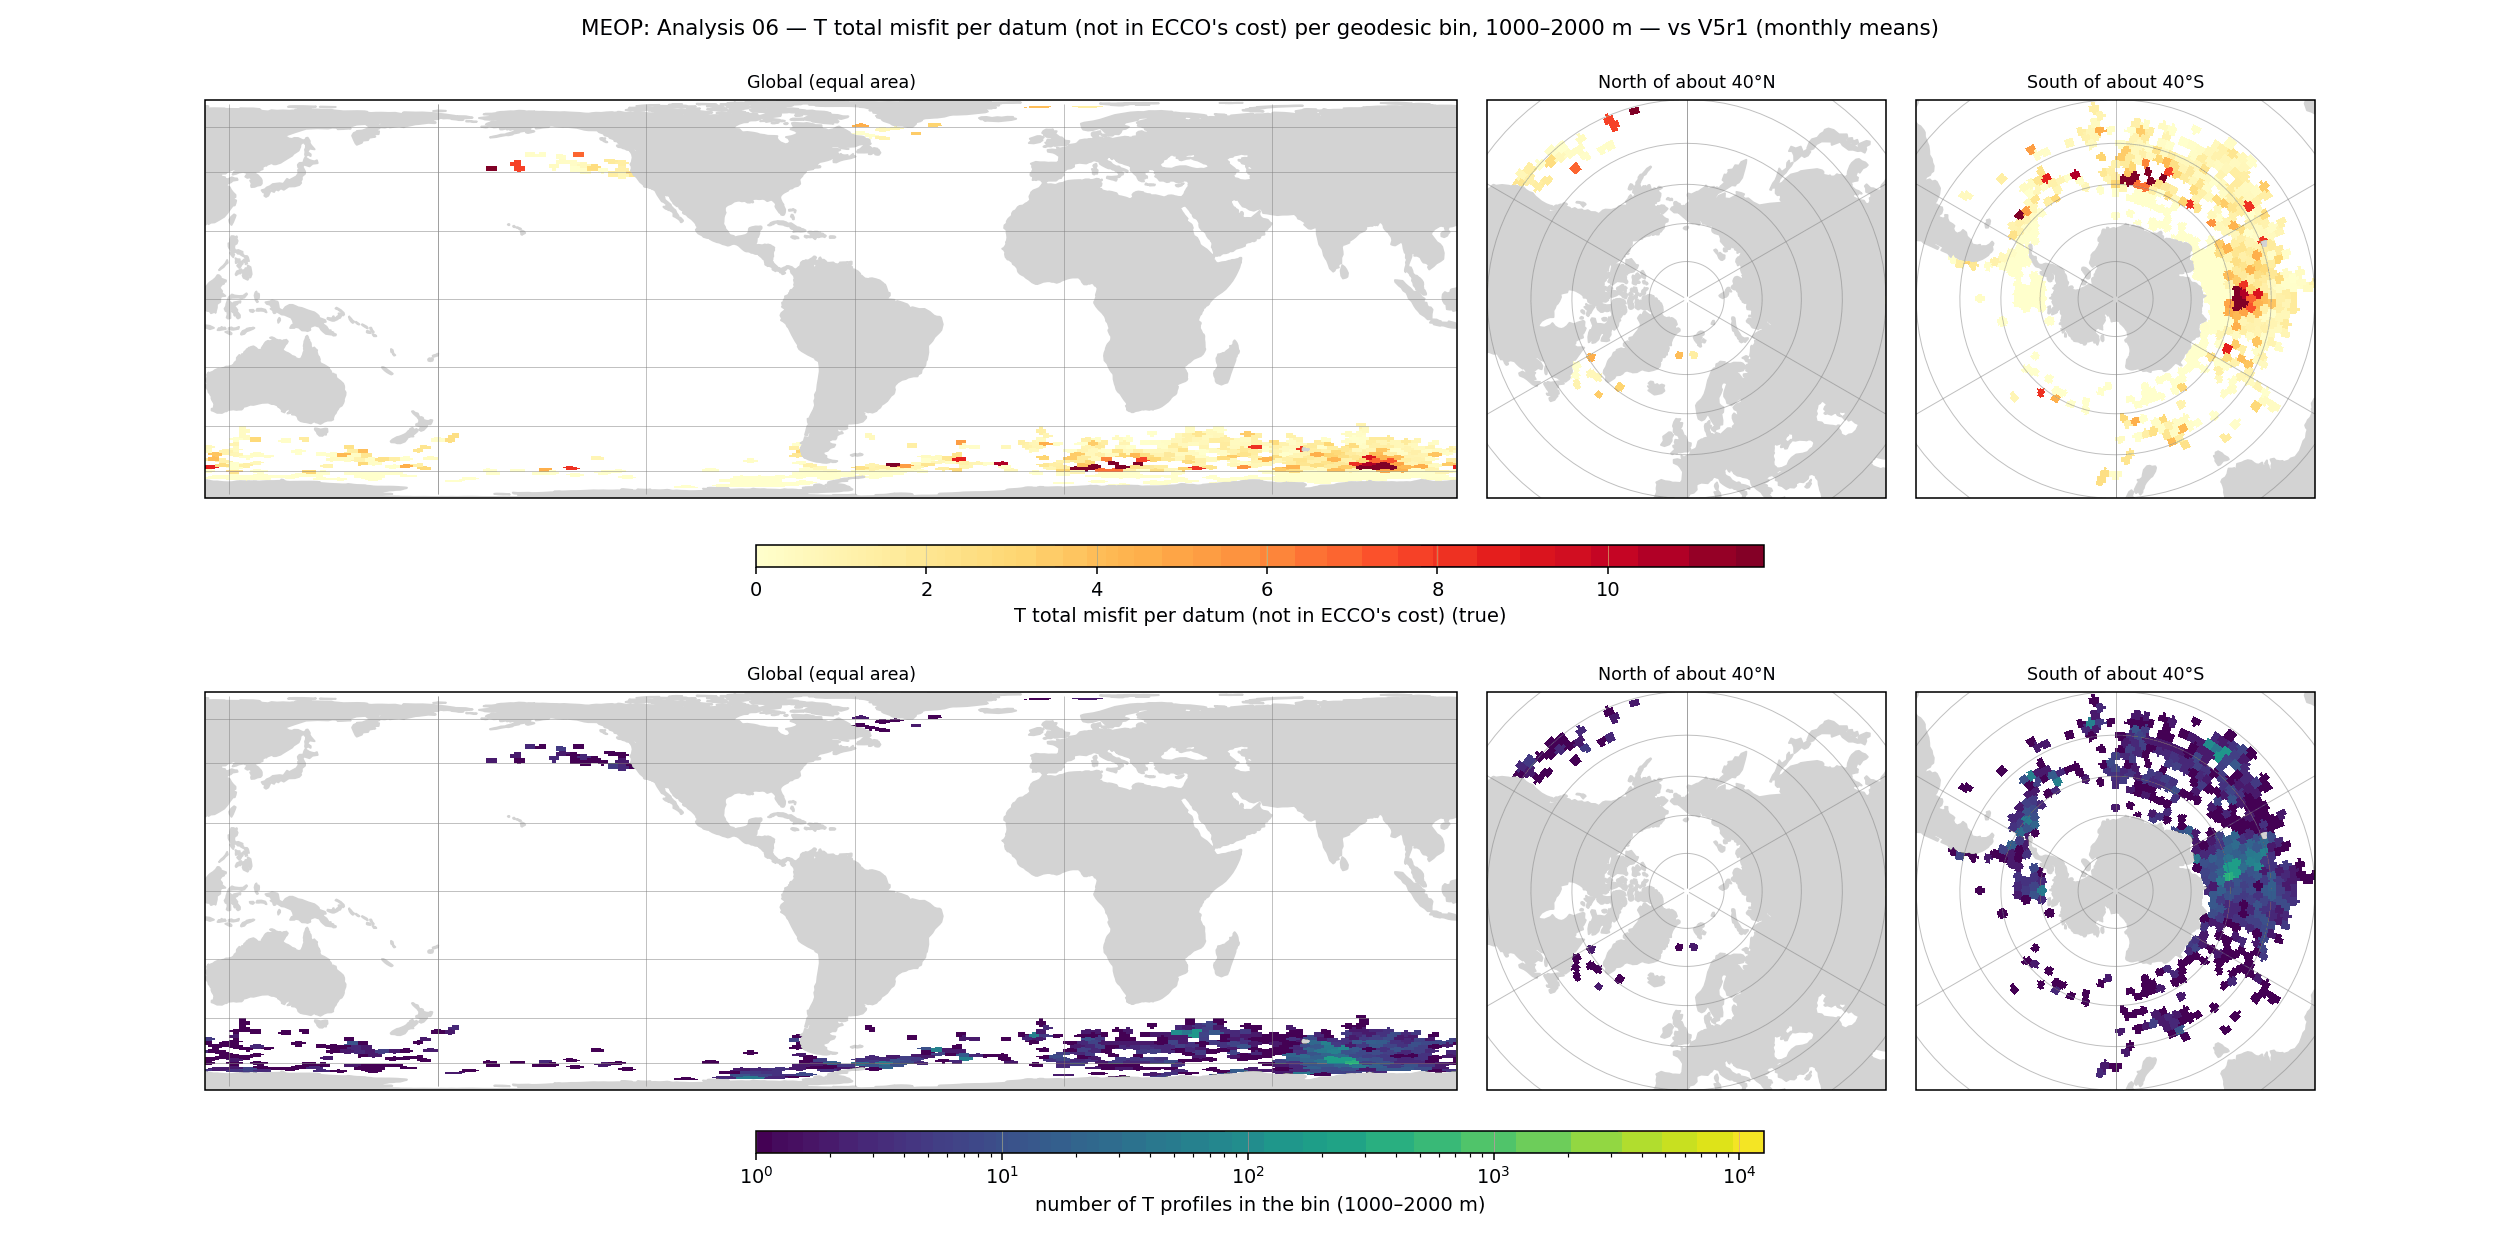 MEOP: Analysis 06 — T total misfit per datum (not in ECCO's cost) per geodesic bin, 1000–2000 m — vs V5r1 (monthly means)
Global (equal area)
North of about 40°N
South of about 40°S
0 2 4 6 8 10
T total misfit per datum (not in ECCO's cost) (true)
Global (equal area)
North of about 40°N
South of about 40°S
10⁰ 10¹ 10² 10³ 10⁴
number of T profiles in the bin (1000–2000 m)